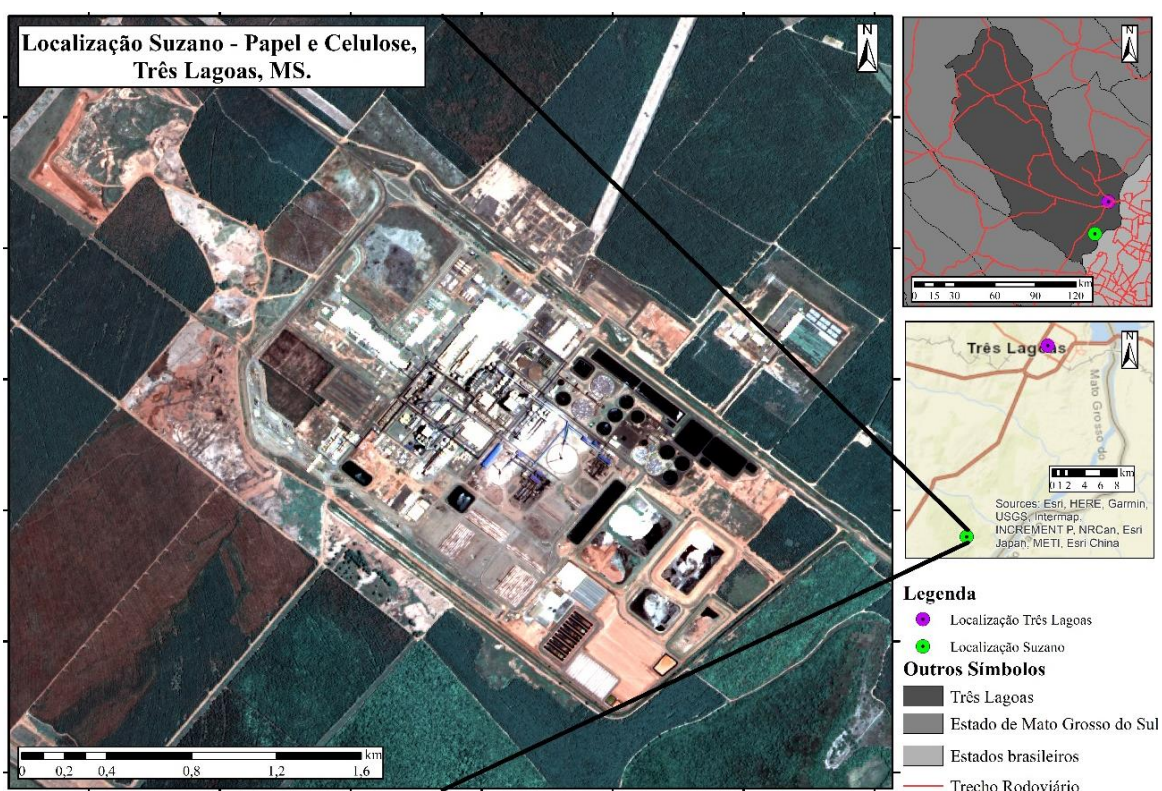 Localização Suzano - Papel e Celulose,
Três Lagoas, MS.
N
km
0 0,2 0,4 0,8 1,2 1,6
N
km
0 15 30 60 90 120
Três Lagoas
N
Mato Grosso do
km
0 1 2 4 6 8
Sources: Esri, HERE, Garmin,
USGS, Intermap,
INCREMENT P, NRCan, Esri
Japan, METI, Esri China
Legenda
Localização Três Lagoas
Localização Suzano
Outros Símbolos
Três Lagoas
Estado de Mato Grosso do Sul
Estados brasileiros
Trecho Rodoviário